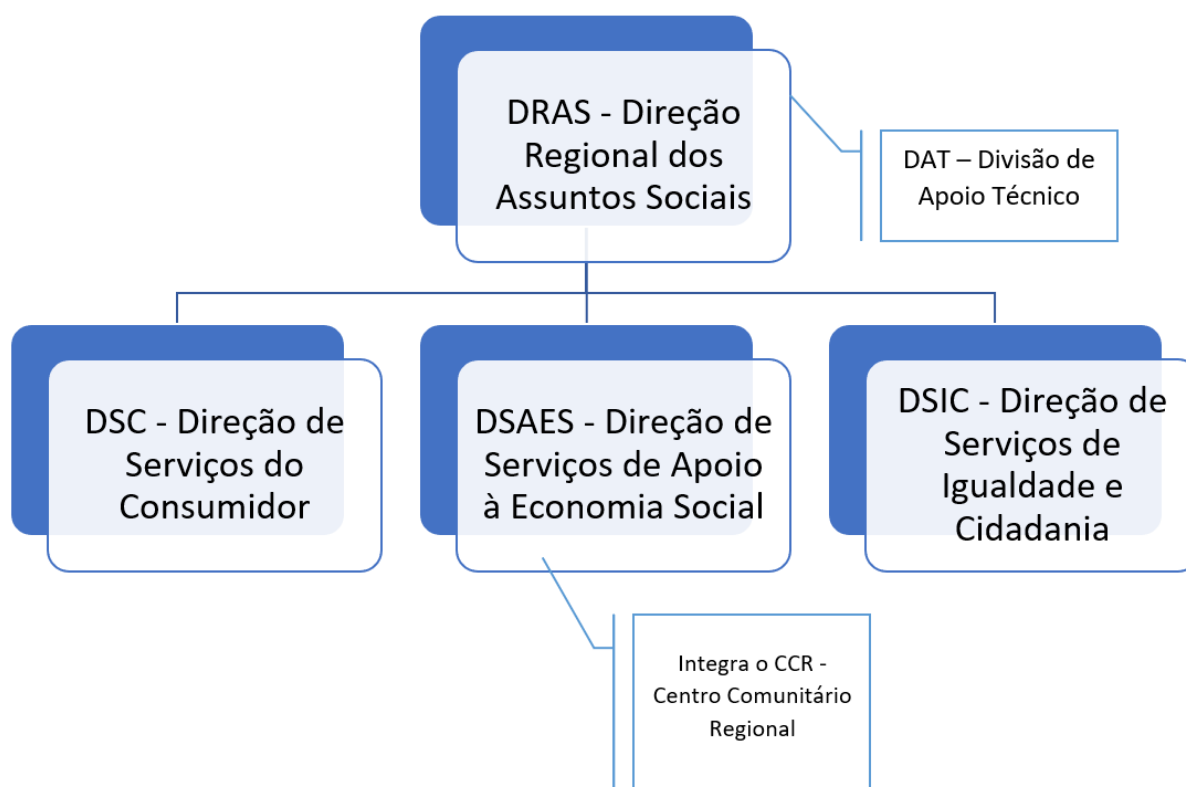 DRAS - Direção
Regional dos
Assuntos Sociais
DAT – Divisão de
Apoio Técnico
DSC - Direção de
Serviços do
Consumidor
DSAES - Direção de
Serviços de Apoio
à Economia Social
DSIC - Direção de
Serviços de
Igualdade e
Cidadania
Integra o CCR -
Centro Comunitário
Regional